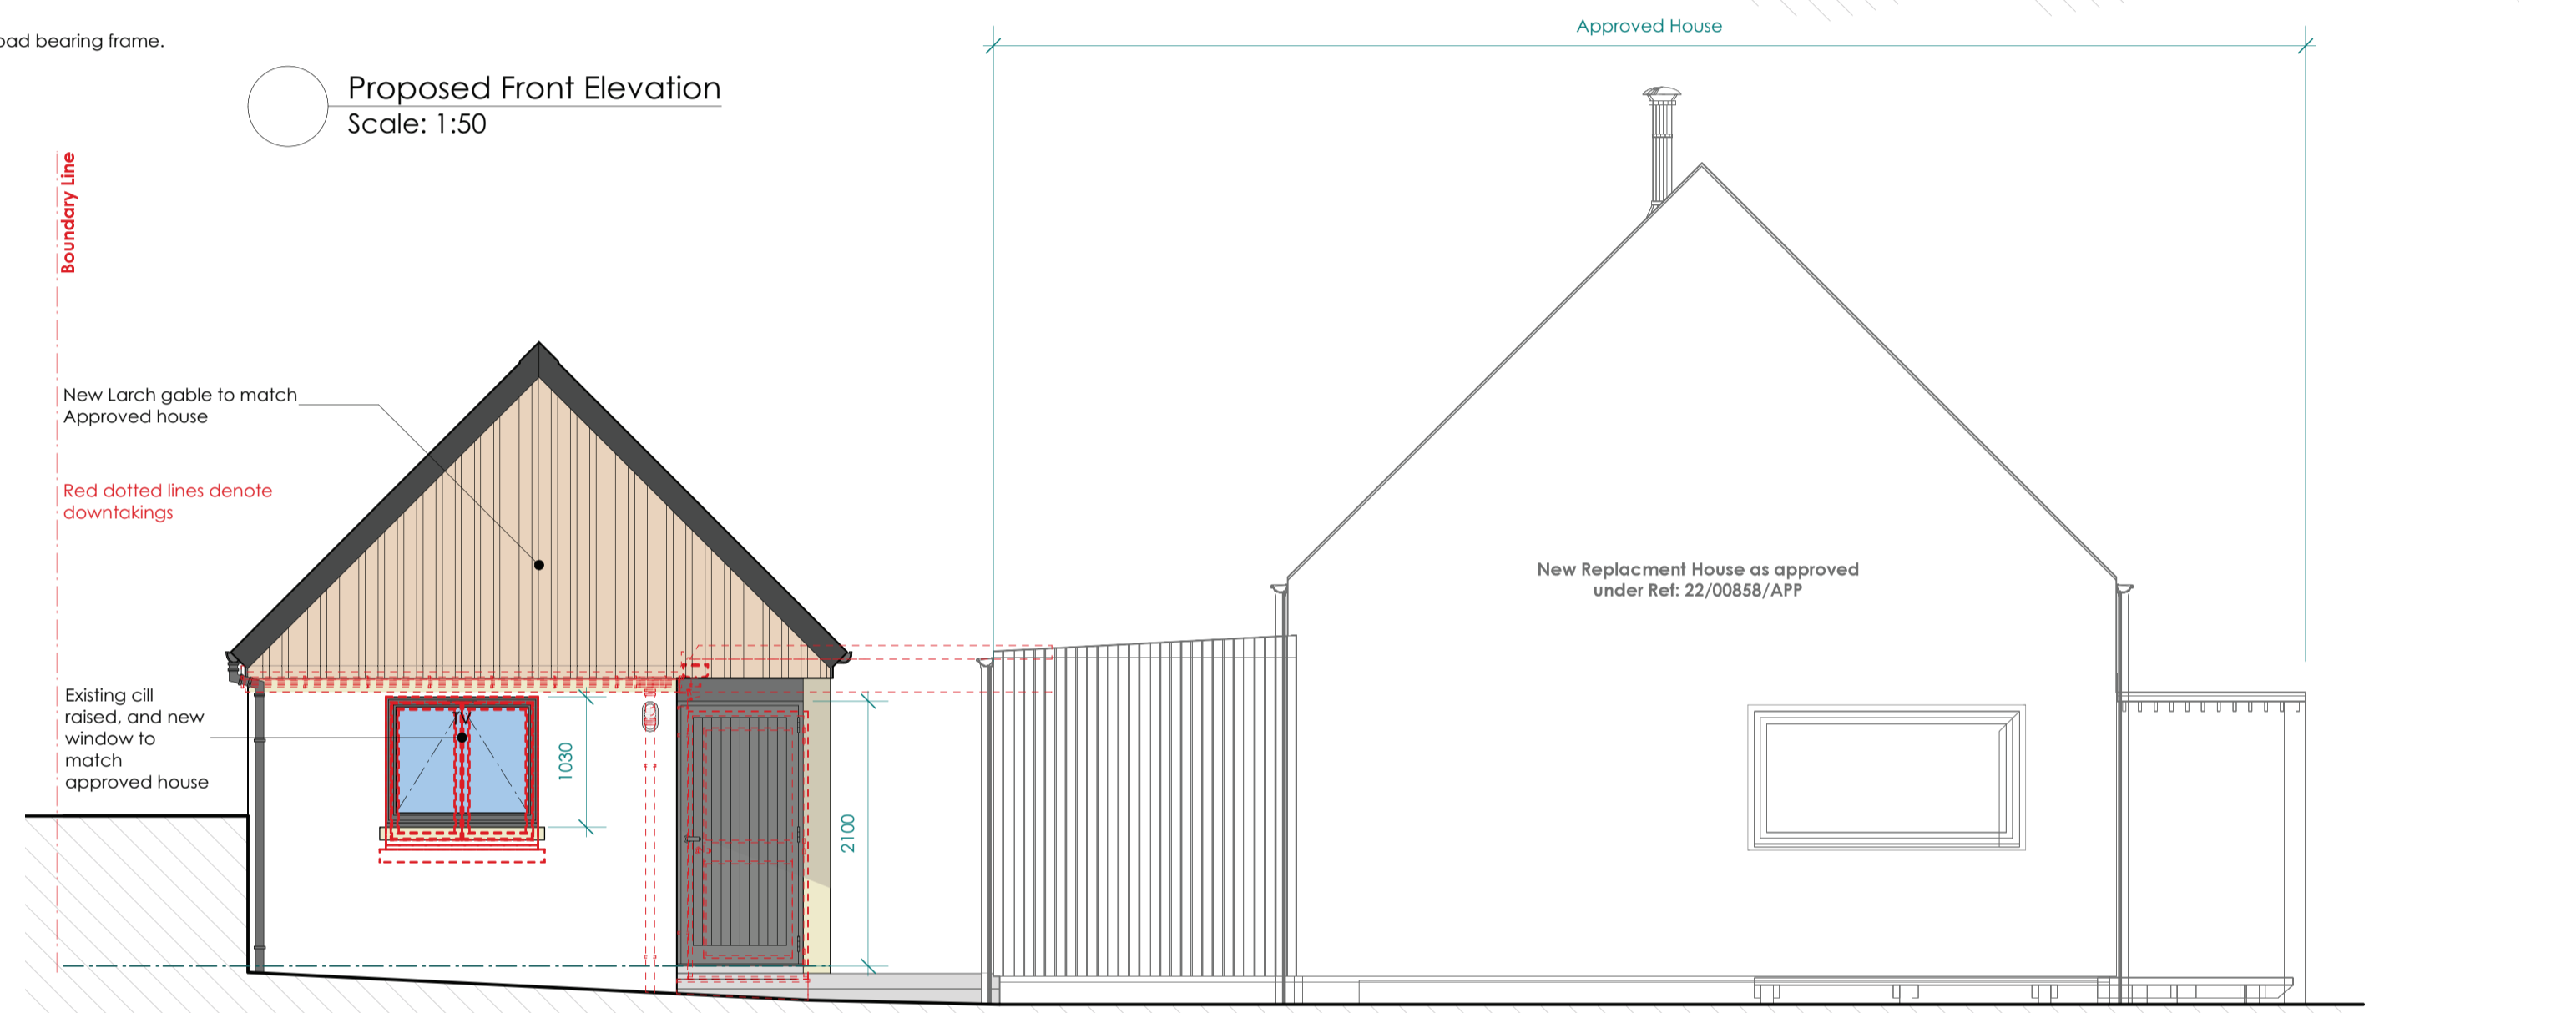 oad bearing frame.
Proposed Front Elevation
Scale: 1:50
Approved House
Boundary Line
New Larch gable to match
Approved house
Red dotted lines denote
downtakings
Existing cill
raised, and new
window to
match
approved house
TV
1030
2100
New Replacment House as approved
under Ref: 22/00858/APP